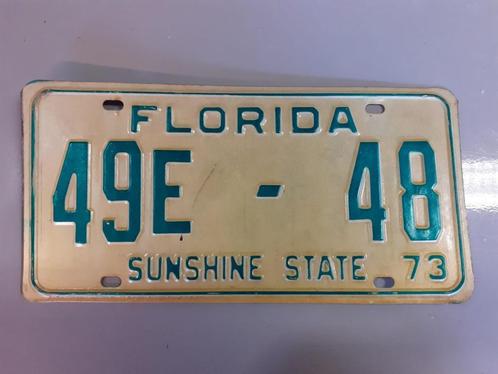 FLORIDA
49E - 48
SUNSHINE STATE 73